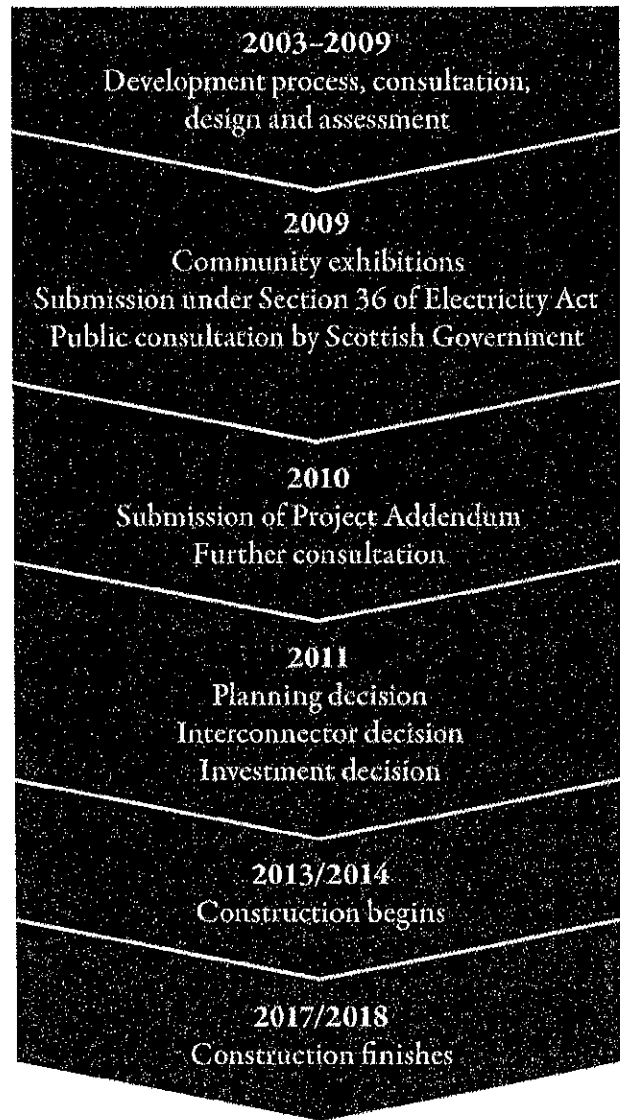 2003–2009
Development process, consultation,
design and assessment
2009
Community exhibitions
Submission under Section 36 of Electricity Act
Public consultation by Scottish Government
2010
Submission of Project Addendum
Further consultation
2011
Planning decision
Interconnector decision
Investment decision
2013/2014
Construction begins
2017/2018
Construction finishes